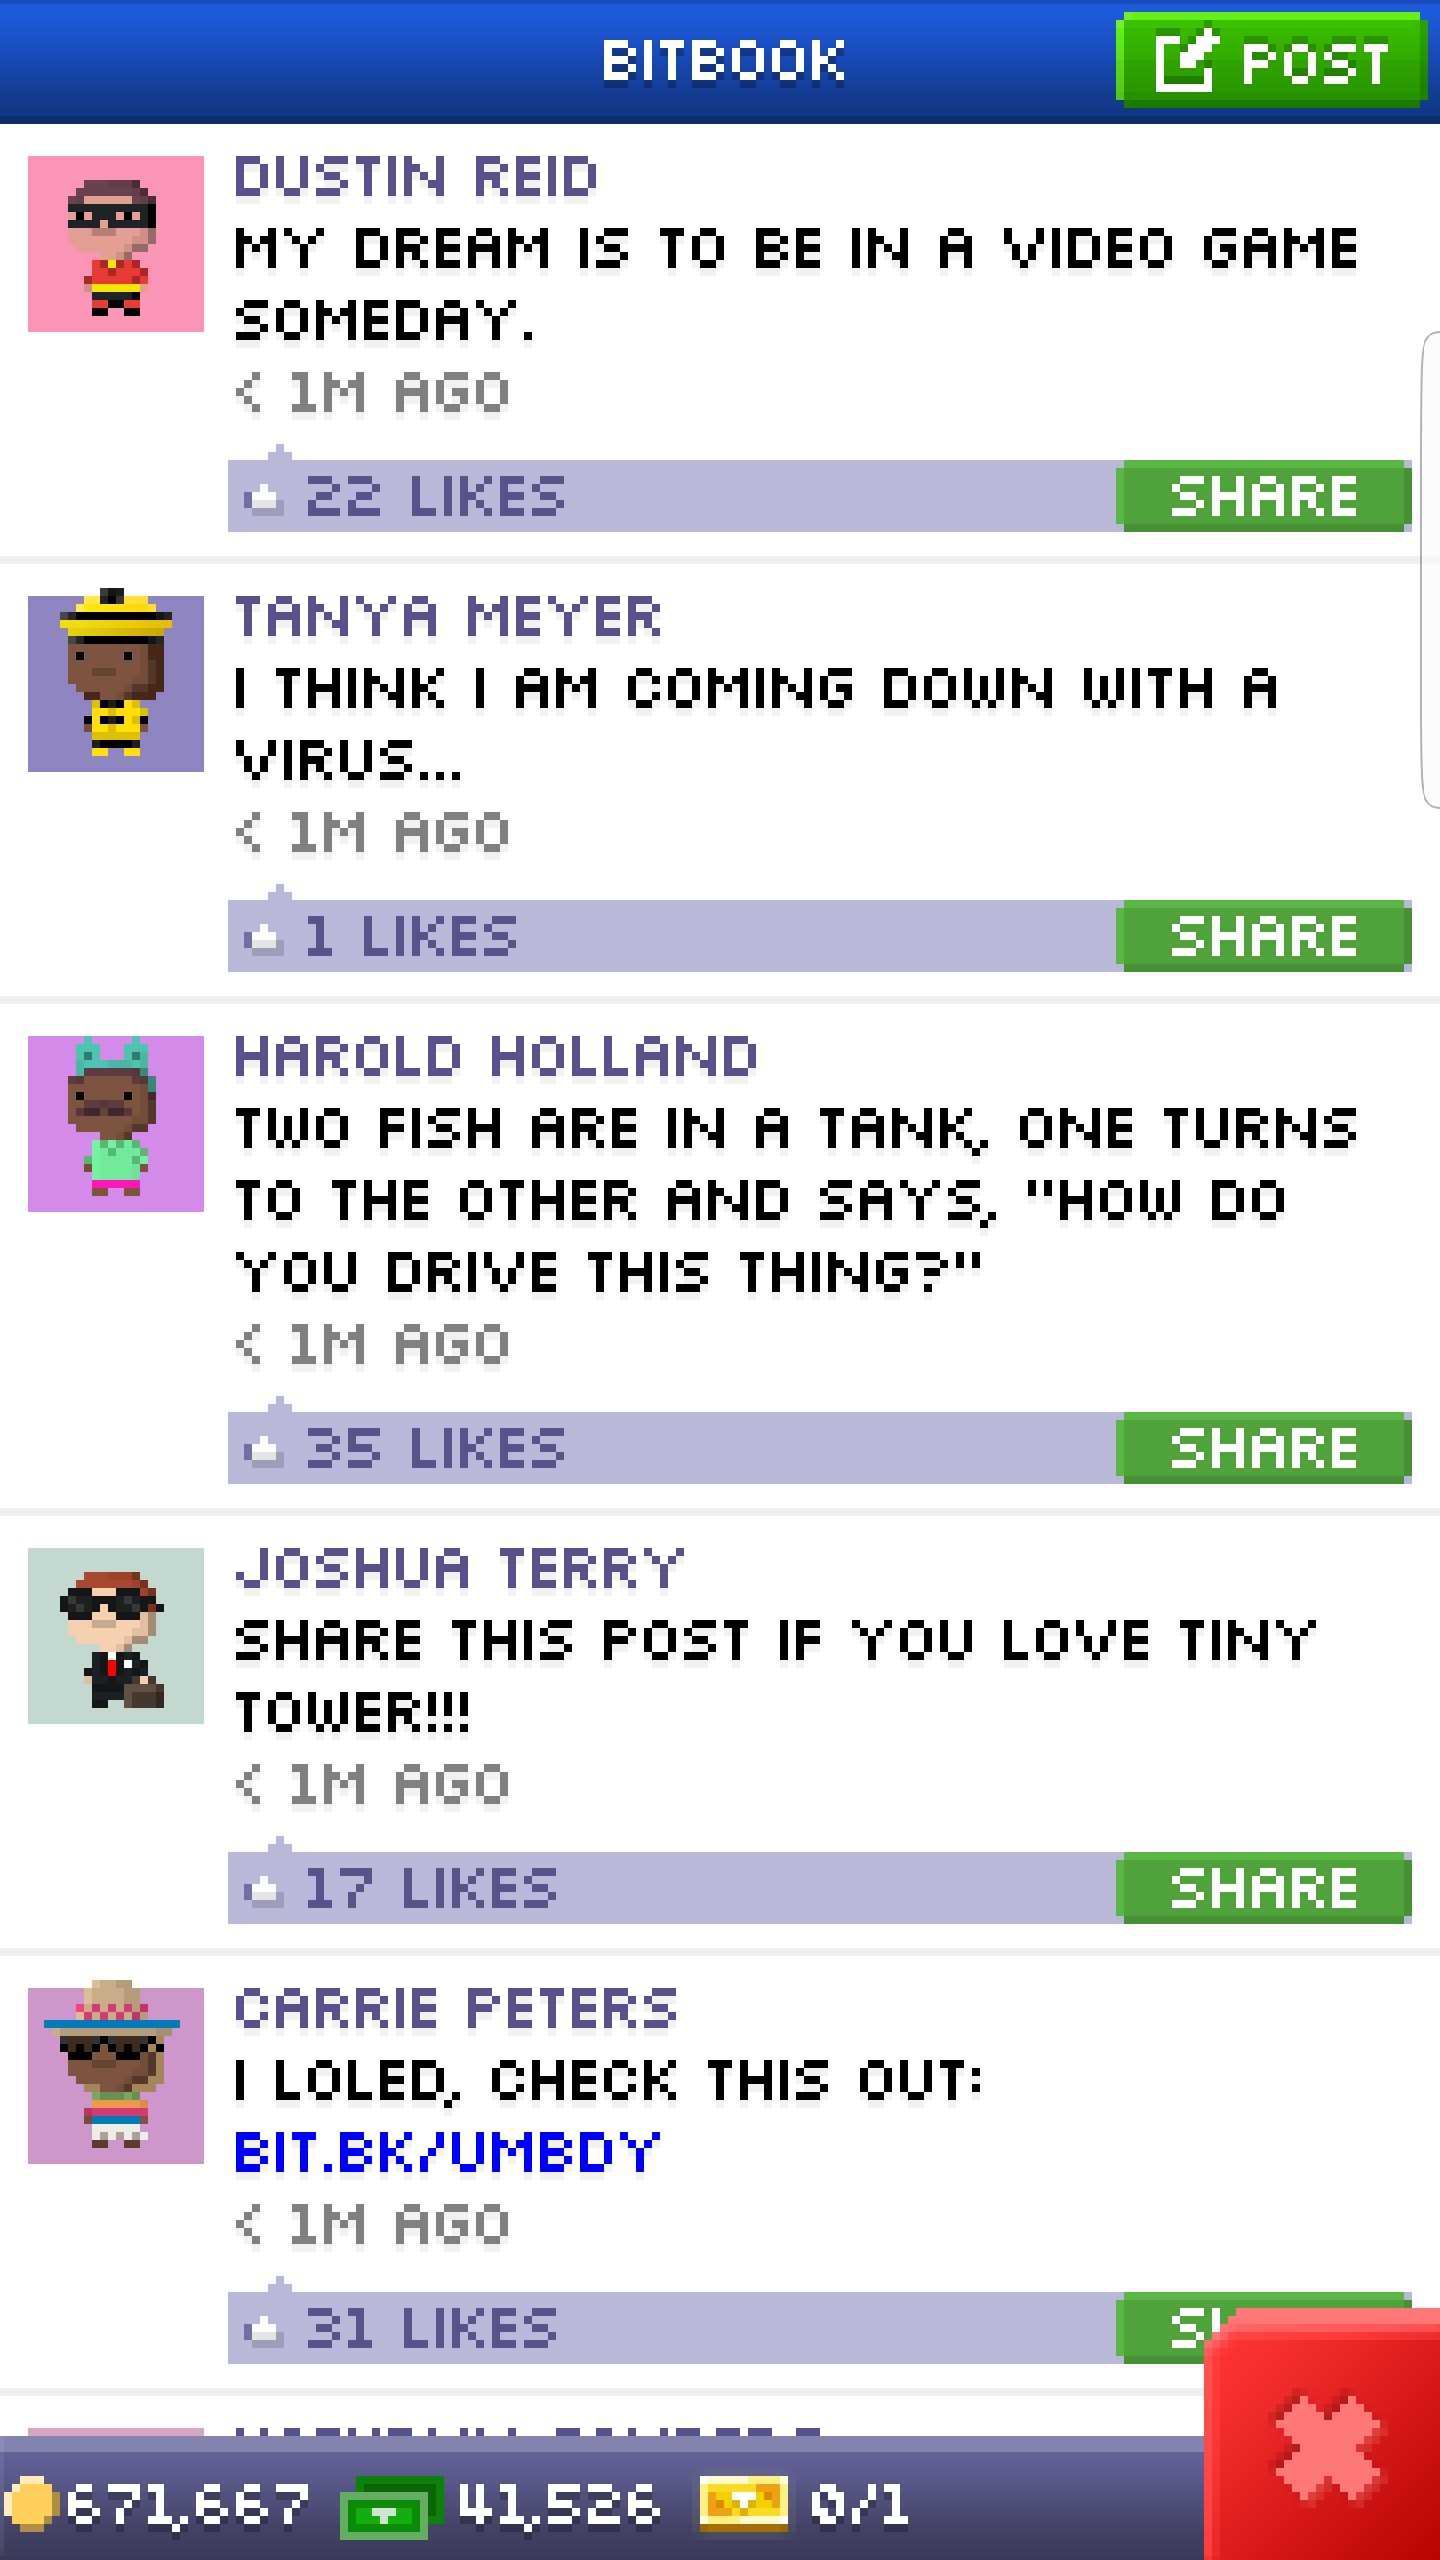 BITBOOK
POST
DUSTIN REID
MY DREAM IS TO BE IN A VIDEO GAME
SOMEDAY.
< 1M AGO
22 LIKES
SHARE
TANYA MEYER
I THINK I AM COMING DOWN WITH A
VIRUS...
< 1M AGO
1 LIKES
SHARE
HAROLD HOLLAND
TWO FISH ARE IN A TANK, ONE TURNS
TO THE OTHER AND SAYS, "HOW DO
YOU DRIVE THIS THING?"
< 1M AGO
35 LIKES
SHARE
JOSHUA TERRY
SHARE THIS POST IF YOU LOVE TINY
TOWER!!!
< 1M AGO
17 LIKES
SHARE
CARRIE PETERS
I LOLED, CHECK THIS OUT:
BIT.BK/UMBDY
< 1M AGO
31 LIKES
671,667
41,526
0/1